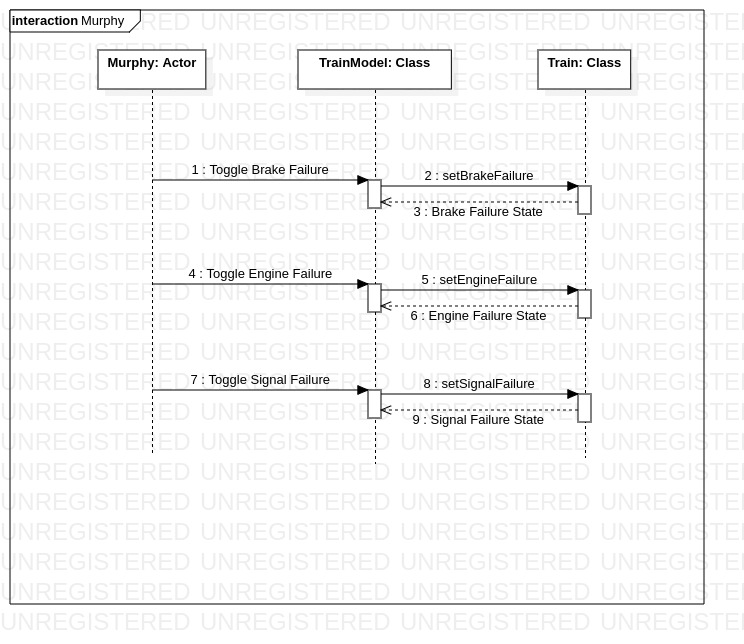 interaction Murphy
Murphy: Actor
TrainModel: Class
Train: Class
1 : Toggle Brake Failure
2 : setBrakeFailure
3 : Brake Failure State
4 : Toggle Engine Failure
5 : setEngineFailure
6 : Engine Failure State
7 : Toggle Signal Failure
8 : setSignalFailure
9 : Signal Failure State
UNREGISTERED UNREGISTERED UNREGISTERED UNREGISTERED